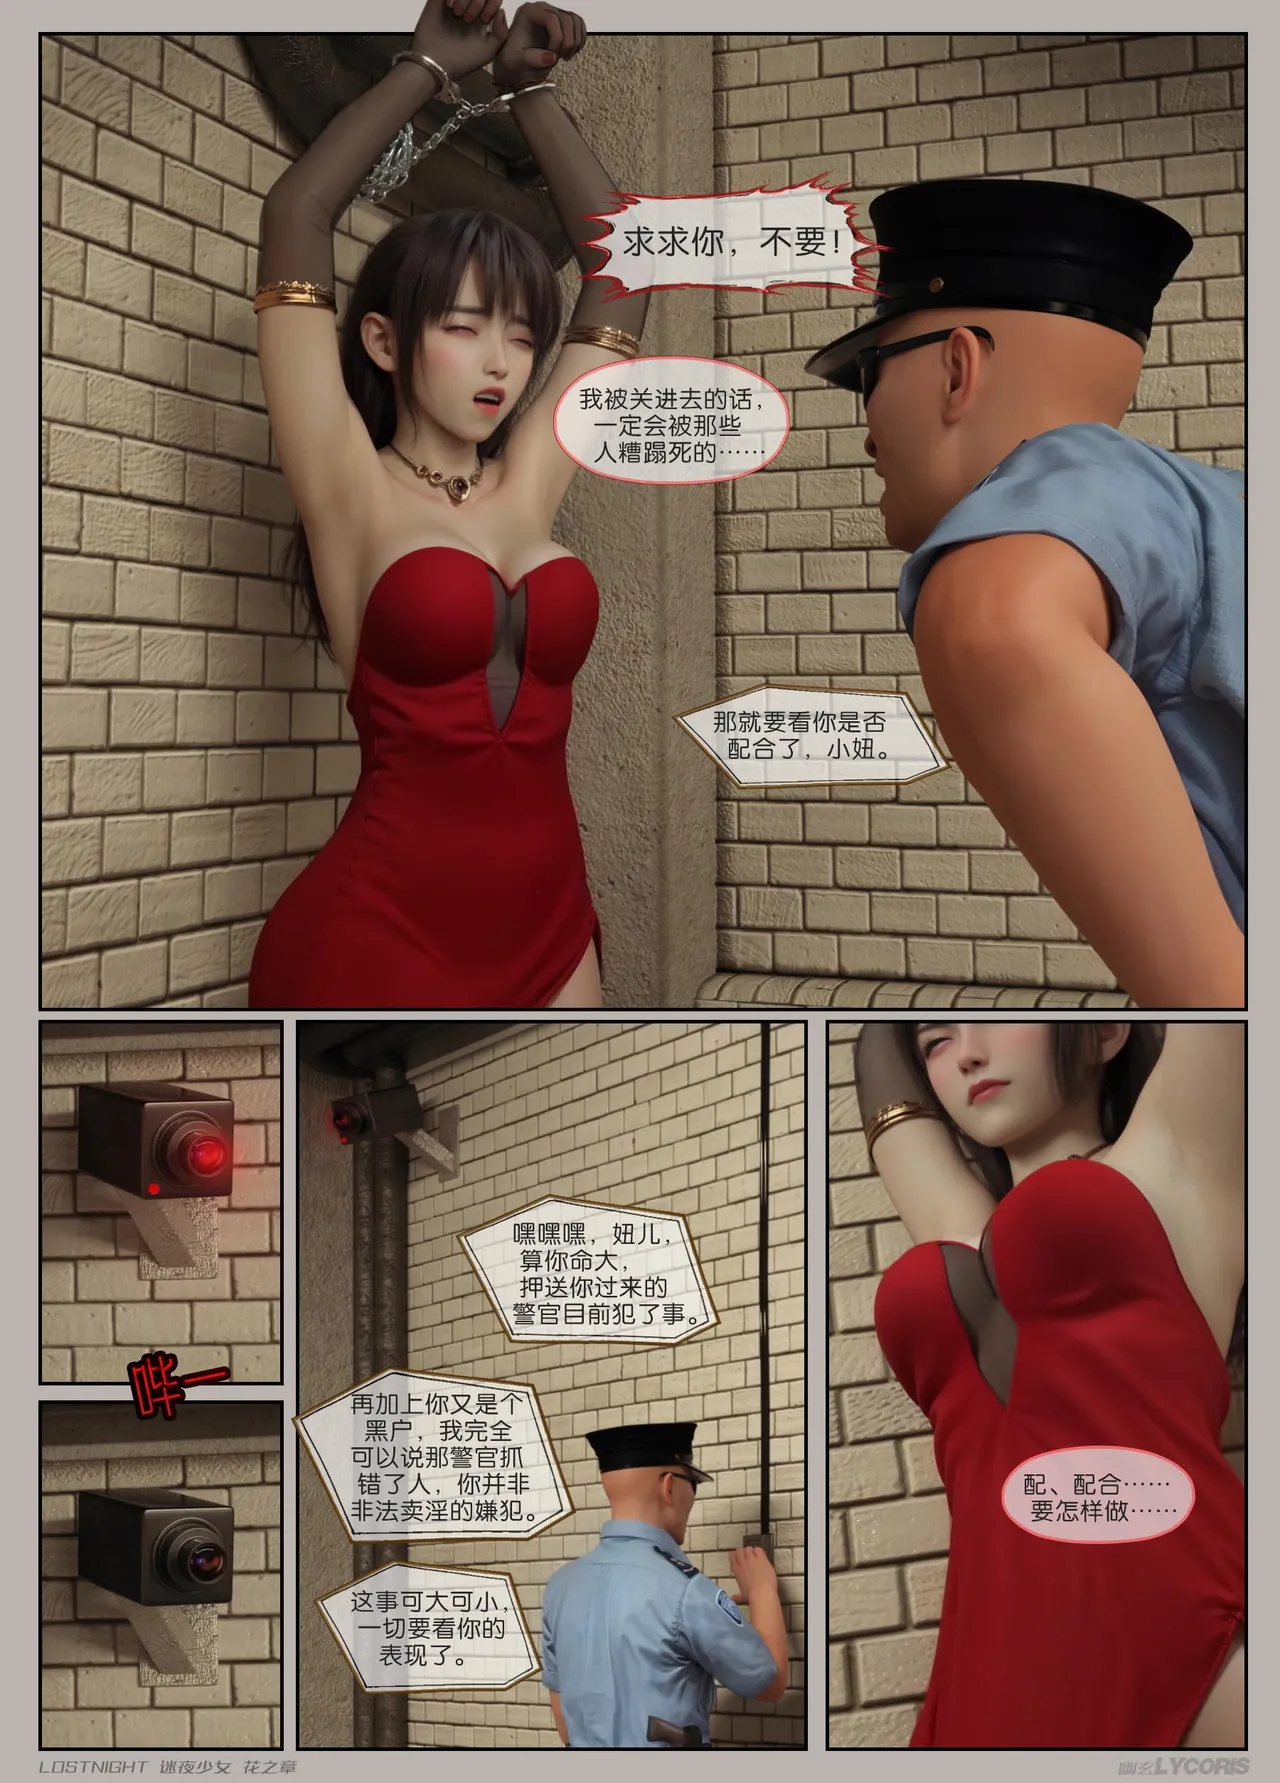 求求你，不要！
我被关进去的话，
一定会被那些
人糟蹋死的……
那就要看你是否
配合了，小妞。
哔一
嘿嘿嘿，妞儿，
算你命大，
押送你过来的
警官目前犯了事。
再加上你又是个
黑户，我完全
可以说那警官抓
错了人，你并非
非法卖淫的嫌犯。
这事可大可小，
一切要看你的
表现了。
配、配合……
要怎样做……
LOSTNIGHT 迷夜少女 花之章
幽玄LYCORIS